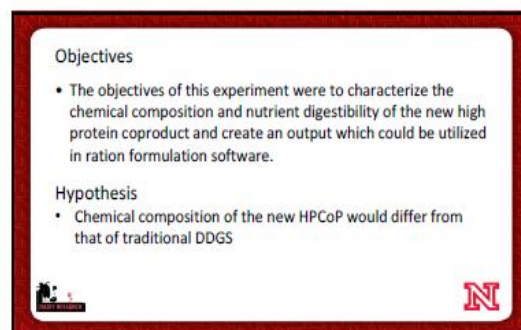 Objectives
• The objectives of this experiment were to characterize the
chemical composition and nutrient digestibility of the new high
protein coproduct and create an output which could be utilized
in ration formulation software.
Hypothesis
• Chemical composition of the new HPCoP would differ from
that of traditional DDGS
N